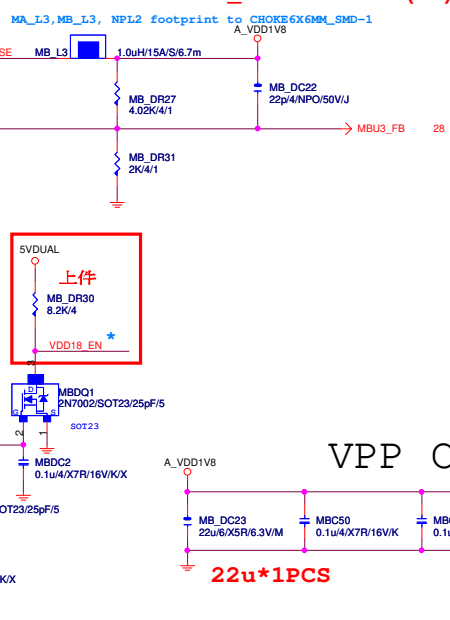 MA_L3,MB_L3, NPL2 footprint to CHOKE6X6MM_SMD-1
A_VDD1V8
SE
MB_L3
1.0uH/15A/S/6.7m
MB_DC22
22p/4/NPO/50V/J
MB_DR27
4.02K/4/1
MBU3_FB
28
MB_DR31
2K/4/1
5VDUAL
上件
MB_DR30
8.2K/4
*
VDD18_EN
3
D
G
S
MBDQ1
2N7002/SOT23/25pF/5
SOT23
2
1
MBDC2
0.1u/4/X7R/16V/K/X
OT23/25pF/5
K/X
VPP
A_VDD1V8
MB_DC23
22u/6/X5R/6.3V/M
MBC50
0.1u/4/X7R/16V/K
22u*1PCS